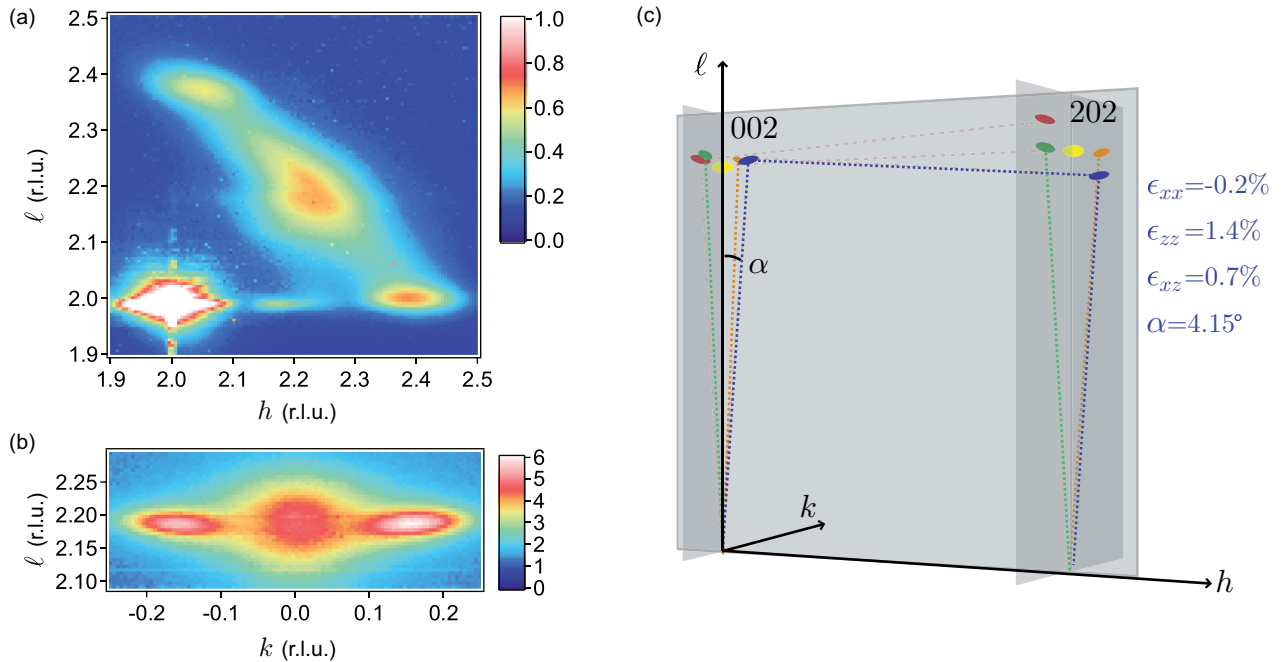 (a)
2.5
2.4
2.3
2.2
2.1
2.0
1.9
ℓ (r.l.u.)
1.9 2.0 2.1 2.2 2.3 2.4 2.5
h (r.l.u.)
1.0
0.8
0.6
0.4
0.2
0.0
(b)
2.25
2.20
2.15
2.10
ℓ (r.l.u.)
-0.2 -0.1 0.0 0.1 0.2
k (r.l.u.)
6
5
4
3
2
1
0
(c)
ℓ
002
202
α
k
h
ϵxx=-0.2%
ϵzz=1.4%
ϵxz=0.7%
α=4.15°